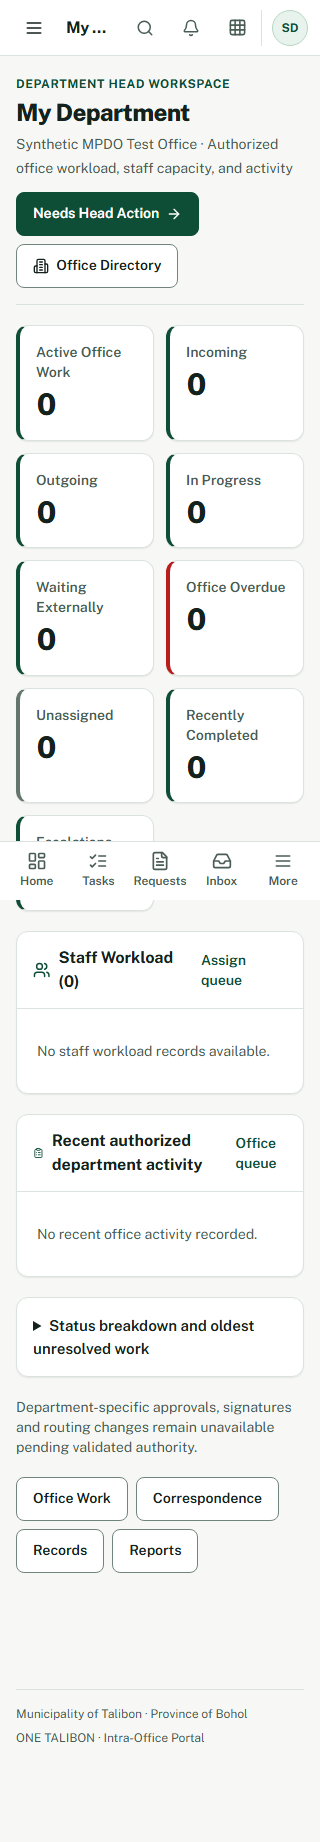 My ...
SD
DEPARTMENT HEAD WORKSPACE
My Department
Synthetic MPDO Test Office · Authorized
office workload, staff capacity, and activity
Needs Head Action →
Office Directory
Active Office
Work
0
Incoming
0
Outgoing
0
In Progress
0
Waiting
Externally
0
Office Overdue
0
Unassigned
0
Recently
Completed
0
Home
Tasks
Requests
Inbox
More
Staff Workload
(0)
Assign
queue
No staff workload records available.
Recent authorized
department activity
Office
queue
No recent office activity recorded.
Status breakdown and oldest
unresolved work
Department-specific approvals, signatures
and routing changes remain unavailable
pending validated authority.
Office Work
Correspondence
Records
Reports
Municipality of Talibon · Province of Bohol
ONE TALIBON · Intra-Office Portal